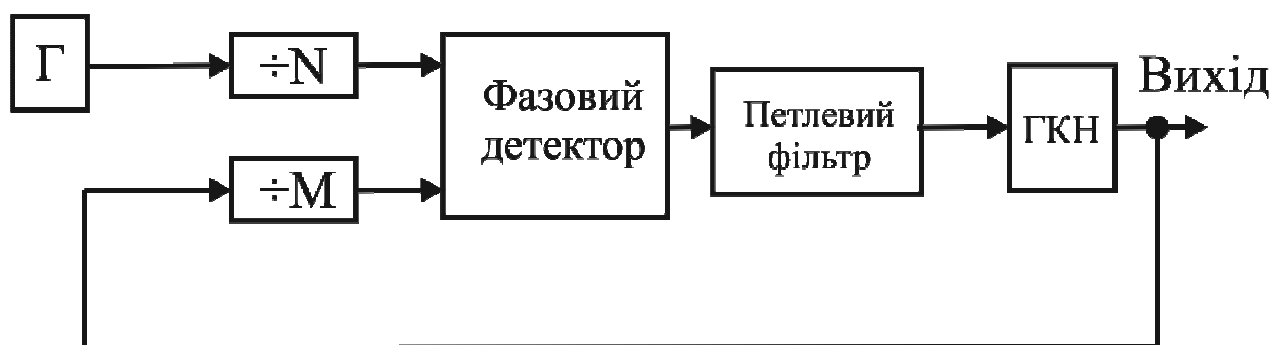 Г
÷N
Фазовий
детектор
Петлевий
фільтр
ГКН
Вихід
÷M